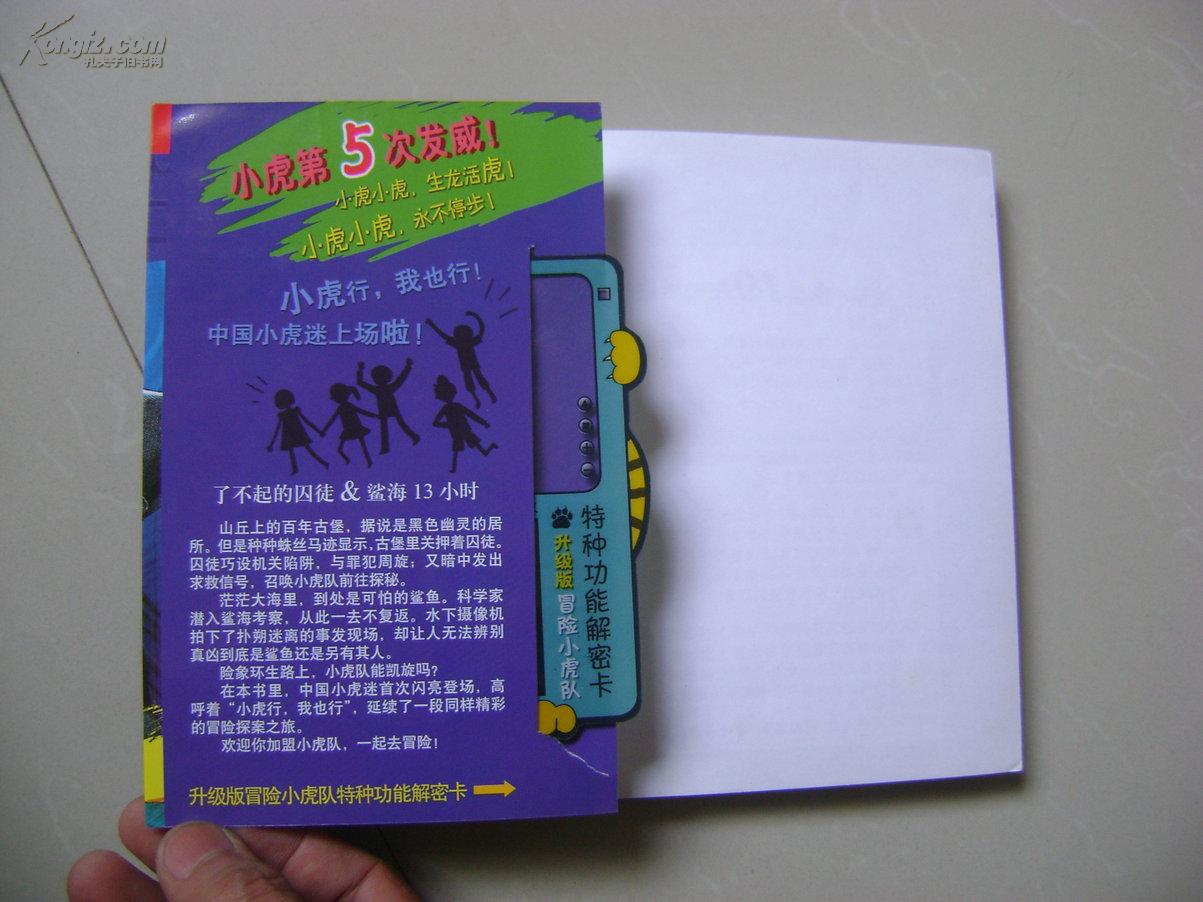 Kongfz.com
孔夫子旧书网
小虎第5次发威!
小虎小虎,生龙活虎!
小虎小虎,永不停步!
小虎行,我也行!
中国小虎迷上场啦!
了不起的囚徒 & 鲨海 13 小时
山丘上的百年古堡,据说是黑色幽灵的居
所。但是种种蛛丝马迹显示,古堡里关押着囚徒。
囚徒巧设机关陷阱,与罪犯周旋;又暗中发出
求救信号,召唤小虎队前往探秘。
茫茫大海里,到处是可怕的鲨鱼。科学家
潜入鲨海考察,从此一去不复返。水下摄像机
拍下了扑朔迷离的事发现场,却让人无法辨别
真凶到底是鲨鱼还是另有其人。
险象环生路上,小虎队能凯旋吗?
在本书里,中国小虎迷首次闪亮登场,高
呼着“小虎行,我也行”,延续了一段同样精彩
的冒险探案之旅。
欢迎你加盟小虎队,一起去冒险!
升级版冒险小虎队特种功能解密卡
特种功能解密卡
升级版 冒险小虎队